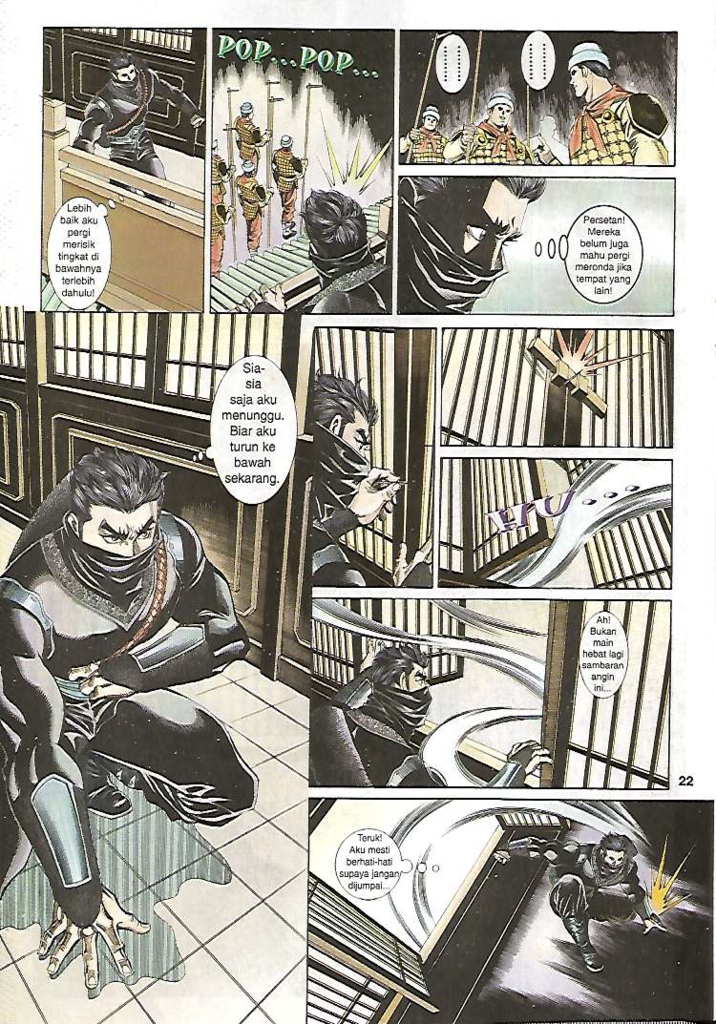 Lebih
baik aku
pergi
merisik
tingkat di
bawahnya
terlebih
dahulu!
POP... POP...
.......
.......
Persetan!
Mereka
belum juga
mahu pergi
meronda jika
tempat yang
lain!
Sia-
sia
saja aku
menunggu.
Biar aku
turun ke
bawah
sekarang.
Ah!
Bukan
main
hebat lagi
sambaran
angin
ini...
22
Teruk!
Aku mesti
berhati-hati
supaya jangan
dijumpai...